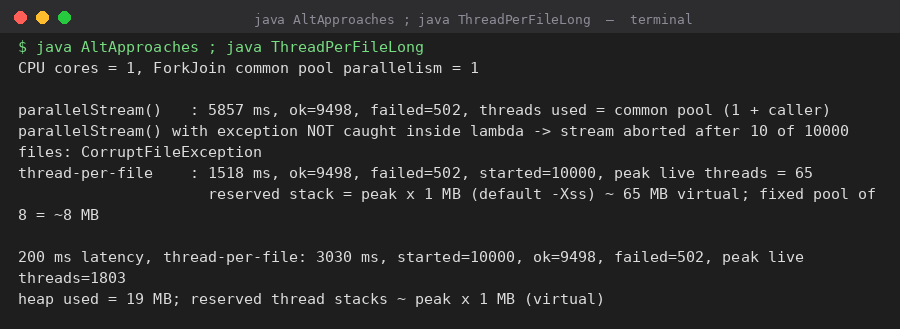 java AltApproaches ; java ThreadPerFileLong  —  terminal
$ java AltApproaches ; java ThreadPerFileLong
CPU cores = 1, ForkJoin common pool parallelism = 1

parallelStream()   : 5857 ms, ok=9498, failed=502, threads used = common pool (1 + caller)
parallelStream() with exception NOT caught inside lambda -> stream aborted after 10 of 10000
files: CorruptFileException
thread-per-file    : 1518 ms, ok=9498, failed=502, started=10000, peak live threads = 65
                     reserved stack = peak x 1 MB (default -Xss) ~ 65 MB virtual; fixed pool of
8 = ~8 MB

200 ms latency, thread-per-file: 3030 ms, started=10000, ok=9498, failed=502, peak live
threads=1803
heap used = 19 MB; reserved thread stacks ~ peak x 1 MB (virtual)